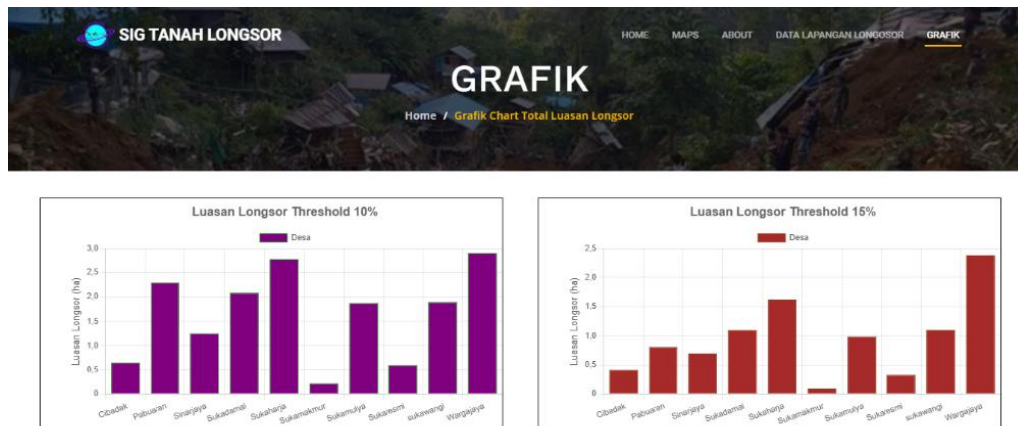 SIG TANAH LONGSOR
HOME MAPS ABOUT DATA LAPANGAN LONGOSOR GRAFIK
GRAFIK
Home / Grafik Chart Total Luasan Longsor
Luasan Longsor Threshold 10%
Desa
Luasan Longsor (ha)
3,0
2,5
2,0
1,5
1,0
0,5
0
Cibadak Pabuaran Sinarjaya Sukadamai Sukaharja Sukamakmur Sukamulya Sukaresmi sukawangi Wargajaya
Luasan Longsor Threshold 15%
Desa
Luasan Longsor (ha)
2,5
2,0
1,5
1,0
0,5
0
Cibadak Pabuaran Sinarjaya Sukadamai Sukaharja Sukamakmur Sukamulya Sukaresmi sukawangi Wargajaya